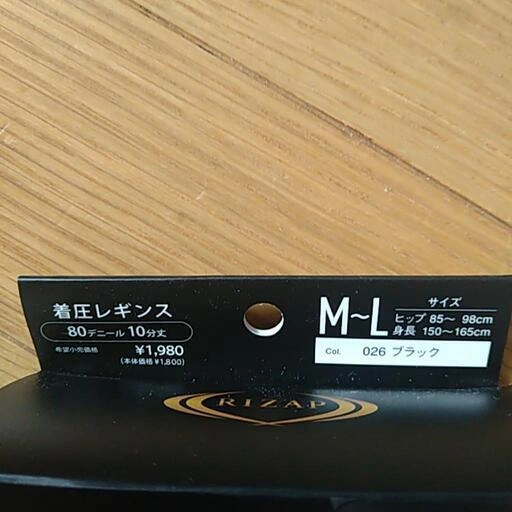 着圧レギンス
80デニール 10分丈
希望小売価格 ¥1,980
(本体価格 ¥1,800)
M~L
サイズ
ヒップ 85~ 98cm
身長 150~165cm
Col. 026 ブラック
RIZAP